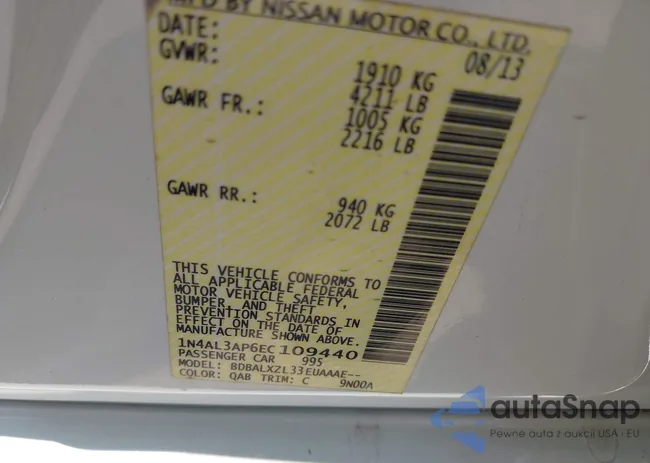 MFD BY NISSAN MOTOR CO., LTD.
DATE: 08/13
GVWR: 1910 KG
4211 LB
GAWR FR.: 1005 KG
2216 LB
GAWR RR.: 940 KG
2072 LB
THIS VEHICLE CONFORMS TO
ALL APPLICABLE FEDERAL
MOTOR VEHICLE SAFETY,
BUMPER, AND THEFT
PREVENTION STANDARDS IN
EFFECT ON THE DATE OF
MANUFACTURE SHOWN ABOVE.
1N4AL3AP6EC109440
PASSENGER CAR 995
MODEL: BDBALXZL33EUAAAE--
COLOR: QAB TRIM: C 9N00A
autaSnap
Pewne auta z aukcji USA i EU